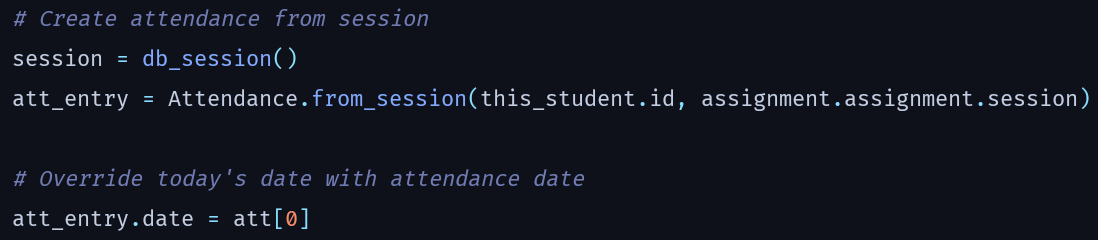 # Create attendance from session
session = db_session()
att_entry = Attendance.from_session(this_student.id, assignment.assignment.session)
# Override today's date with attendance date
att_entry.date = att[0]